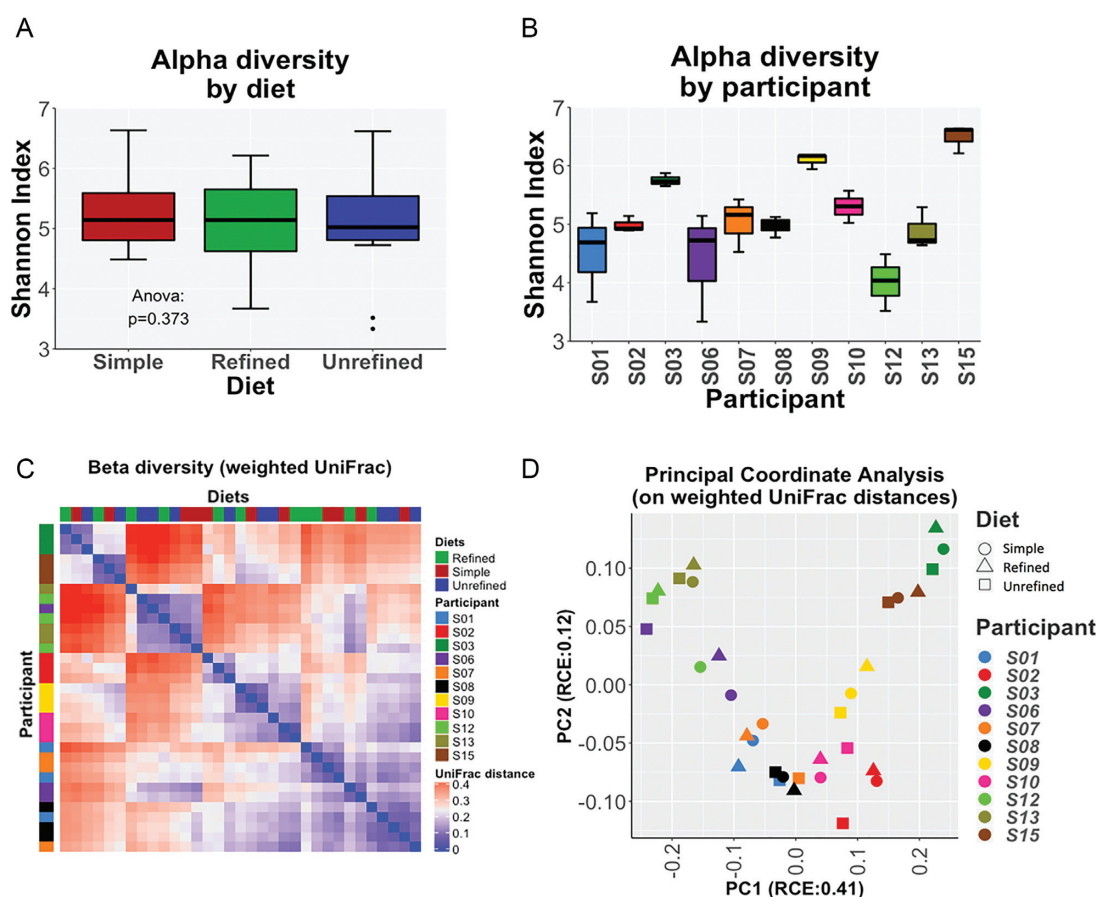 A
Alpha diversity
by diet
Shannon Index
7
6
5
4
3
Anova:
p=0.373
Simple
Refined
Unrefined
Diet
B
Alpha diversity
by participant
Shannon Index
7
6
5
4
3
S01
S02
S03
S06
S07
S08
S09
S10
S12
S13
S15
Participant
C
Beta diversity (weighted UniFrac)
Diets
Participant
Diets
Refined
Simple
Unrefined
Participant
S01
S02
S03
S06
S07
S08
S09
S10
S12
S13
S15
UniFrac distance
0.4
0.3
0.2
0.1
0
D
Principal Coordinate Analysis
(on weighted UniFrac distances)
PC2 (RCE:0.12)
0.10
0.05
0.00
-0.05
-0.10
-0.2
-0.1
0.0
0.1
0.2
PC1 (RCE:0.41)
Diet
Simple
Refined
Unrefined
Participant
S01
S02
S03
S06
S07
S08
S09
S10
S12
S13
S15